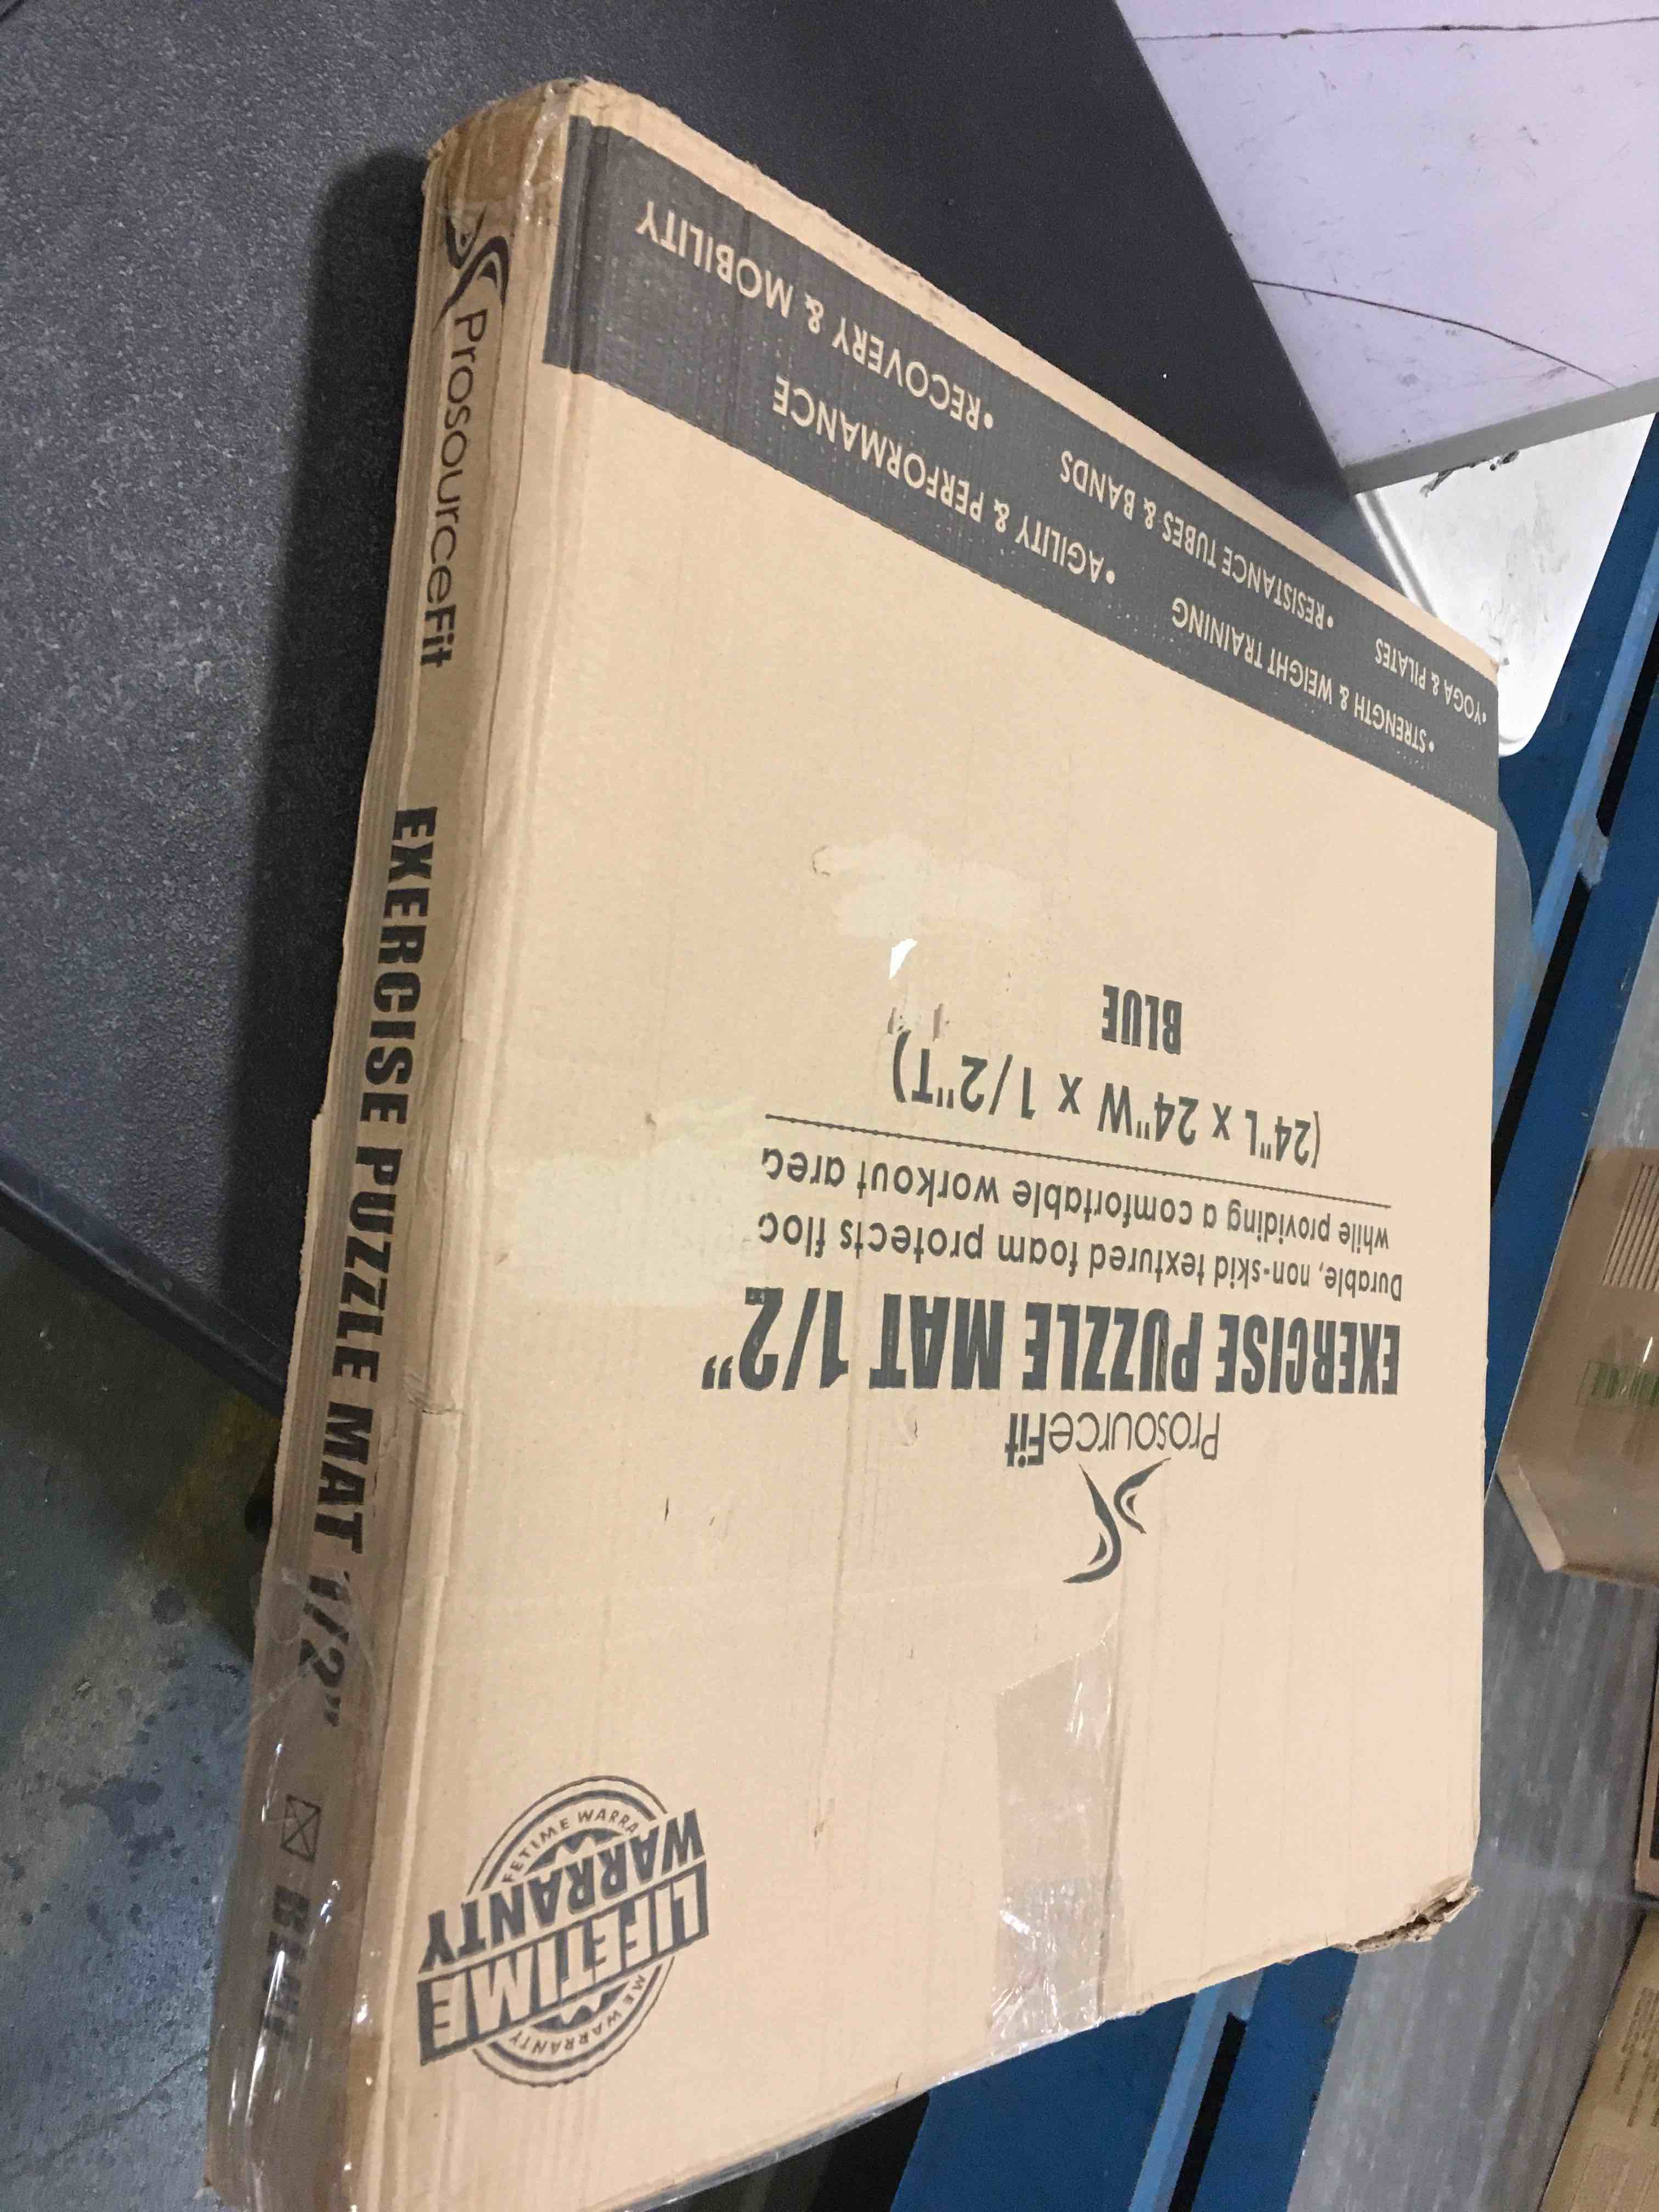 ProsourceFit
EXERCISE PUZZLE MAT 1/2”
Durable, non-skid textured foam protects floo
while providing a comfortable workout area
(24"L x 24"W x 1/2"T)
BLUE
LIFETIME
WARRANTY
•YOGA & PILATES
•RESISTANCE TUBES & BANDS
•RECOVERY & MOBILITY
•STRENGTH & WEIGHT TRAINING
•AGILITY & PERFORMANCE
ProsourceFit
EXERCISE PUZZLE MAT 1/2”
BLUE